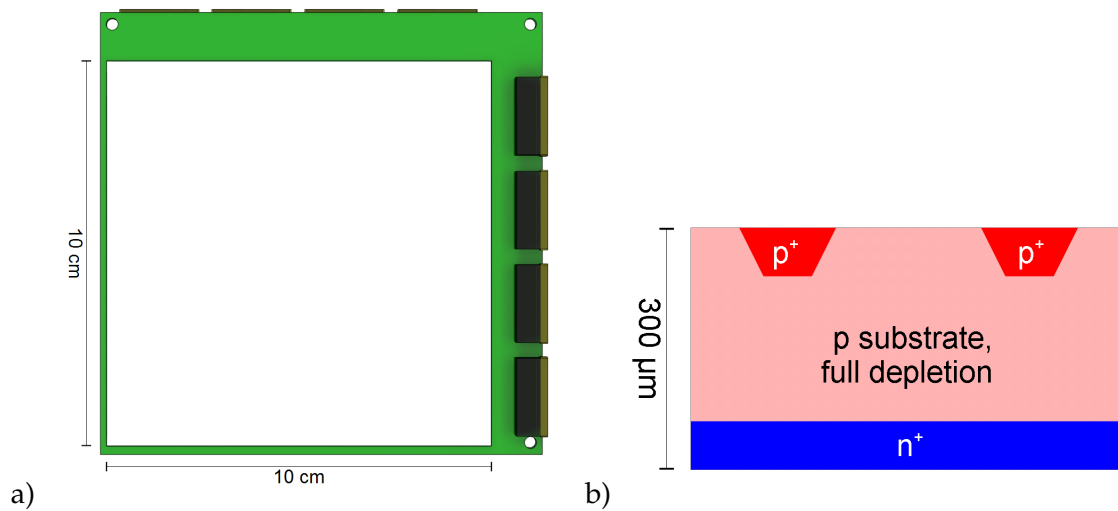 10 cm
10 cm
a)
300 µm
p⁺
p⁺
p substrate,
full depletion
n⁺
b)